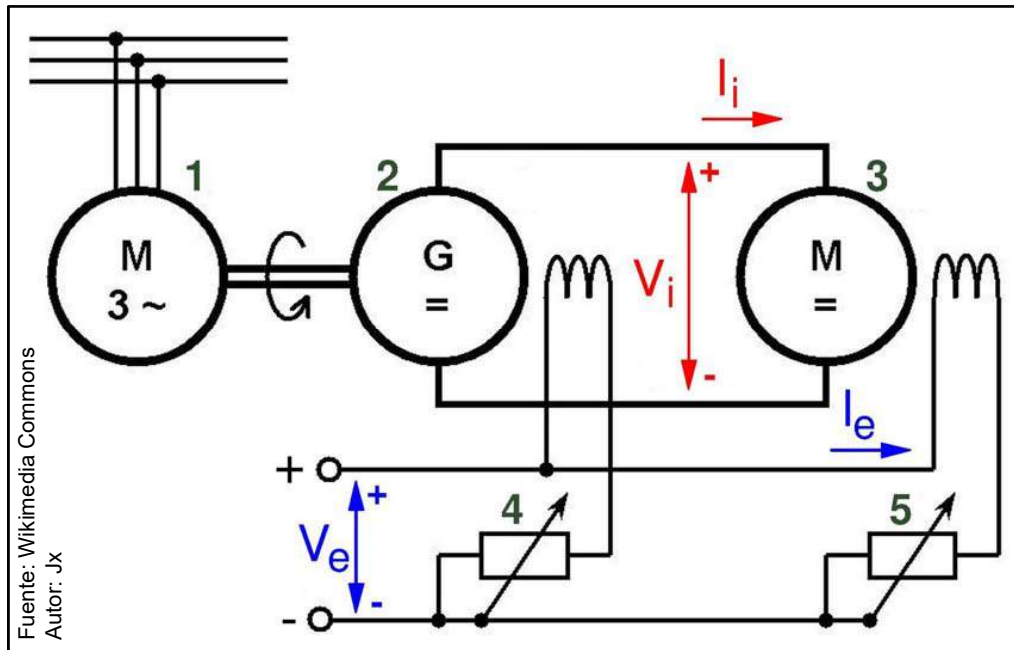 I_i
1
2
3
M
3 ~
G
=
M
=
+
V_i
-
I_e
+
+
V_e
4
5
-
-
Fuente: Wikimedia Commons
Autor: Jx